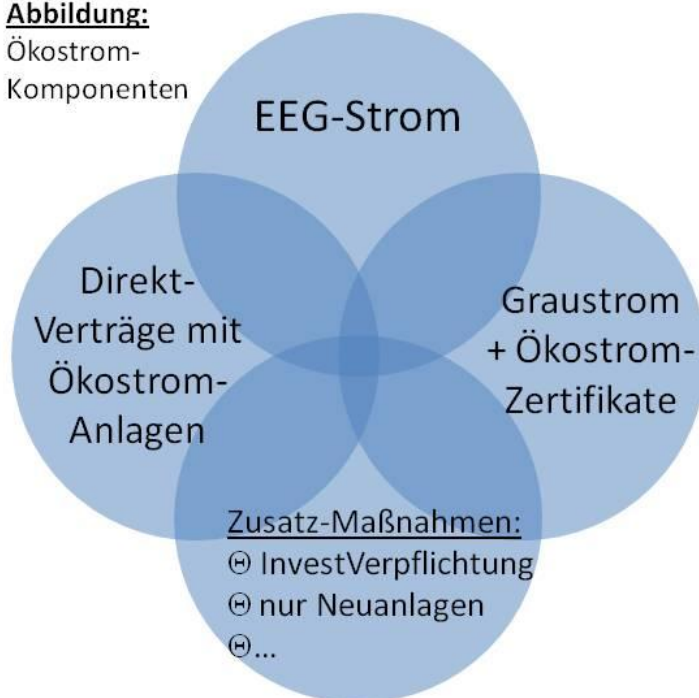 Abbildung:
Ökostrom-
Komponenten
EEG-Strom
Direkt-
Verträge mit
Ökostrom-
Anlagen
Graustrom
+ Ökostrom-
Zertifikate
Zusatz-Maßnahmen:
Θ InvestVerpflichtung
Θ nur Neuanlagen
Θ...